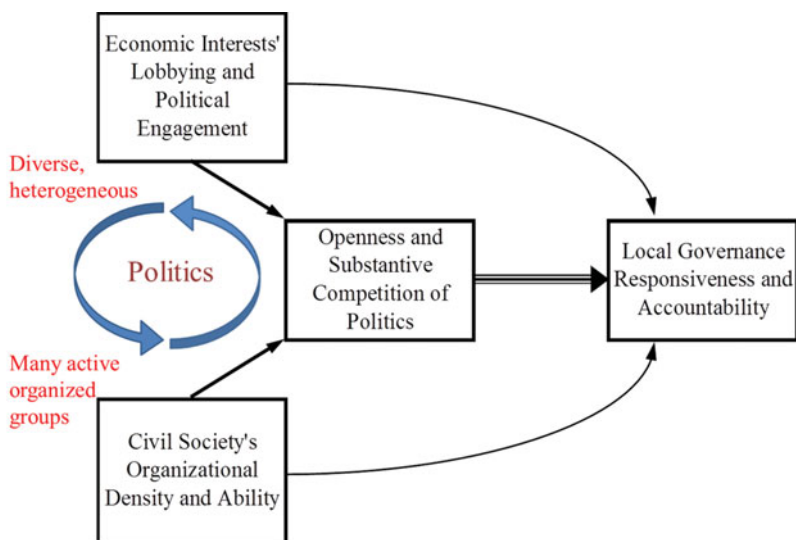 Economic Interests'
Lobbying and
Political
Engagement
Diverse,
heterogeneous
Politics
Openness and
Substantive
Competition of
Politics
Local Governance
Responsiveness and
Accountability
Many active
organized
groups
Civil Society's
Organizational
Density and Ability